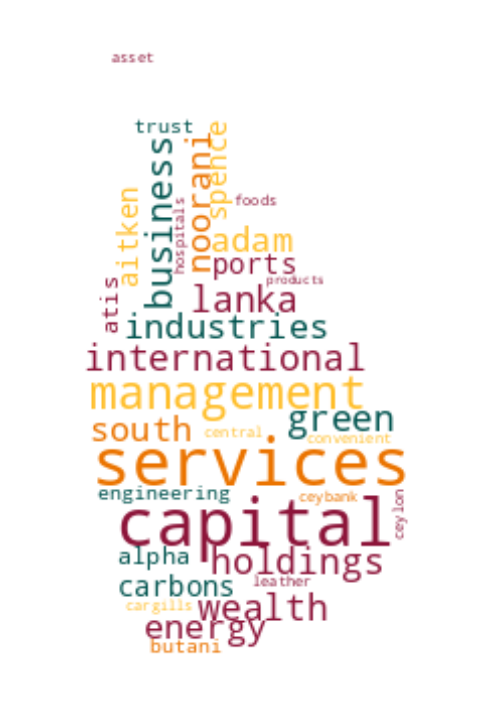 asset
trust
business
noorani
spence
aitken
hospitals
foods
adam
ports
products
atis
lanka
industries
international
management
green
south
central
convenient
services
engineering
ceybank
ceylon
capital
alpha
holdings
carbons
leather
cargills
wealth
energy
butani